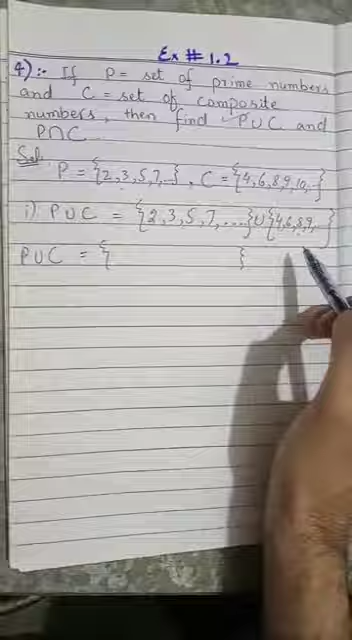 Ex # 1.2
4):- If P = set of prime numbers
and C = set of composite
numbers, then find P∪C and
P∩C
Sol:
P = {2,3,5,7,...}, C = {4,6,8,9,10,..}
i) P∪C = {2,3,5,7,....}∪{4,6,8,9,..}
P∪C = { }